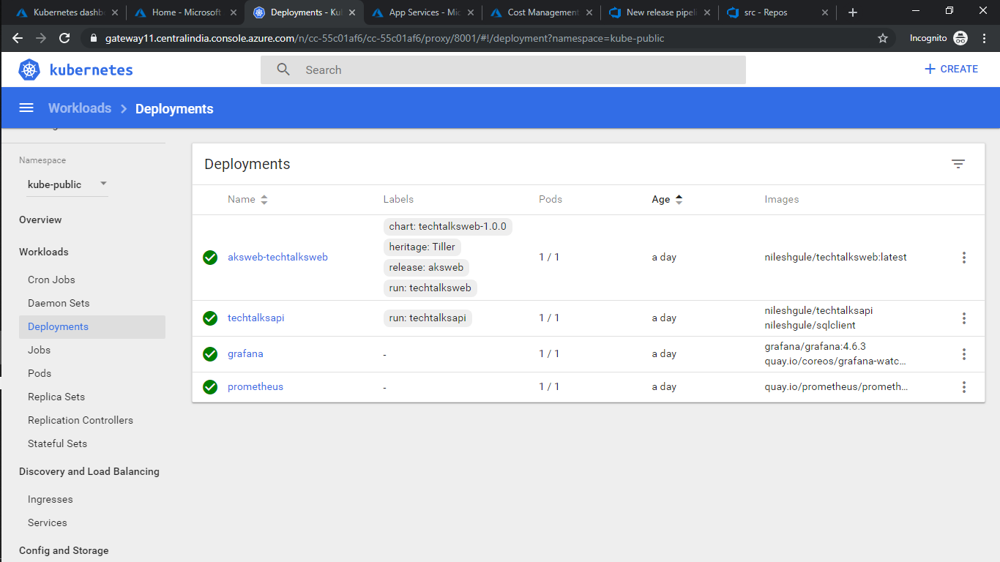 Kubernetes dashb
Home - Microsoft
Deployments - Ku
App Services - Mic
Cost Management
New release pipeli
src - Repos
gateway11.centralindia.console.azure.com/n/cc-55c01af6/cc-55c01af6/proxy/8001/#!/deployment?namespace=kube-public
Incognito
kubernetes
Search
+ CREATE
Workloads > Deployments
Namespace
kube-public
Overview
Workloads
Cron Jobs
Daemon Sets
Deployments
Jobs
Pods
Replica Sets
Replication Controllers
Stateful Sets
Discovery and Load Balancing
Ingresses
Services
Config and Storage
Deployments
Name Labels Pods Age Images
chart: techtalksweb-1.0.0
heritage: Tiller
aksweb-techtalksweb 1 / 1 a day nileshgule/techtalksweb:latest
release: aksweb
run: techtalksweb
techtalksapi run: techtalksapi 1 / 1 a day nileshgule/techtalksapi
nileshgule/sqlclient
grafana - 1 / 1 a day grafana/grafana:4.6.3
quay.io/coreos/grafana-watc...
prometheus - 1 / 1 a day quay.io/prometheus/prometh...